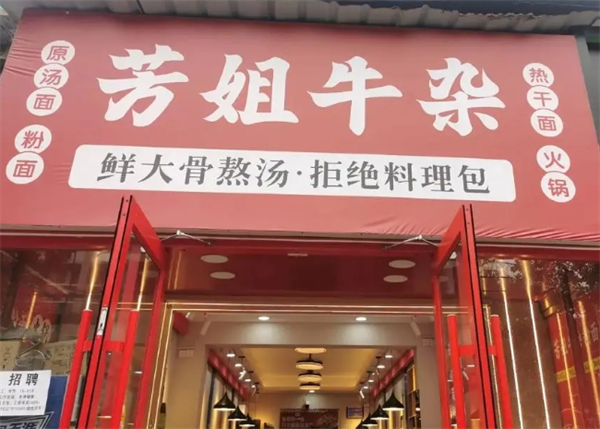 芳姐牛杂
鲜大骨熬汤·拒绝料理包
原汤面
粉面
热干面
火锅
招聘